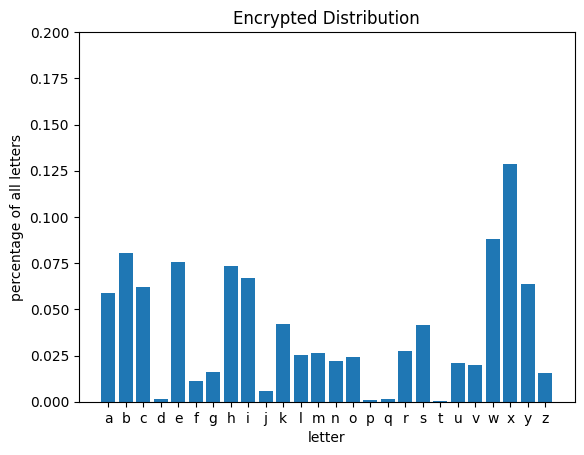 Encrypted Distribution
0.200
0.175
0.150
0.125
0.100
0.075
0.050
0.025
0.000
percentage of all letters
a b c d e f g h i j k l m n o p q r s t u v w x y z
letter